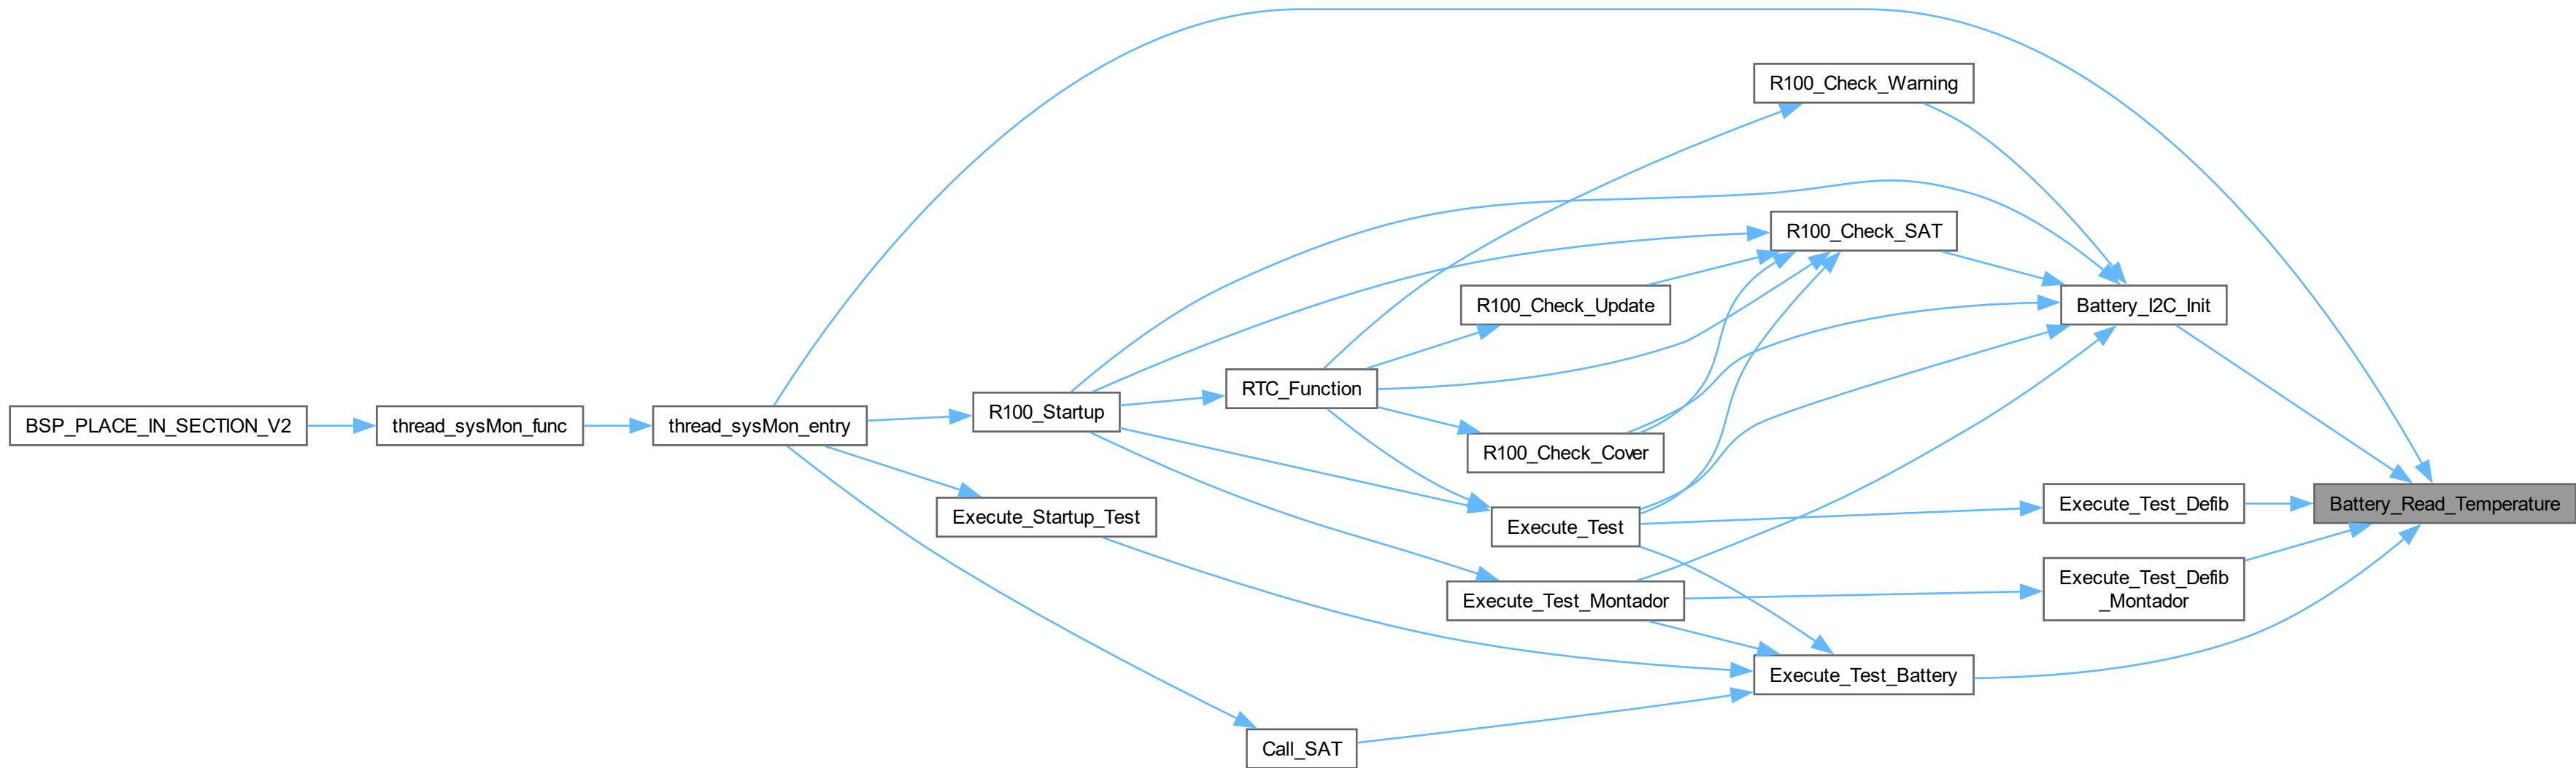 R100_Check_Warning
R100_Check_SAT
R100_Check_Update
Battery_I2C_Init
RTC_Function
R100_Startup
BSP_PLACE_IN_SECTION_V2
thread_sysMon_func
thread_sysMon_entry
R100_Check_Cover
Execute_Startup_Test
Execute_Test
Execute_Test_Defib
Battery_Read_Temperature
Execute_Test_Montador
Execute_Test_Defib
_Montador
Execute_Test_Battery
Call_SAT